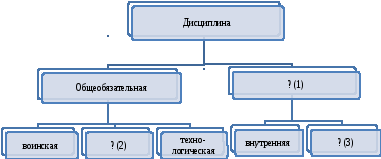 Дисциплина
Общеобязательная
? (1)
воинская
? (2)
техно-
логическая
внутренняя
? (3)